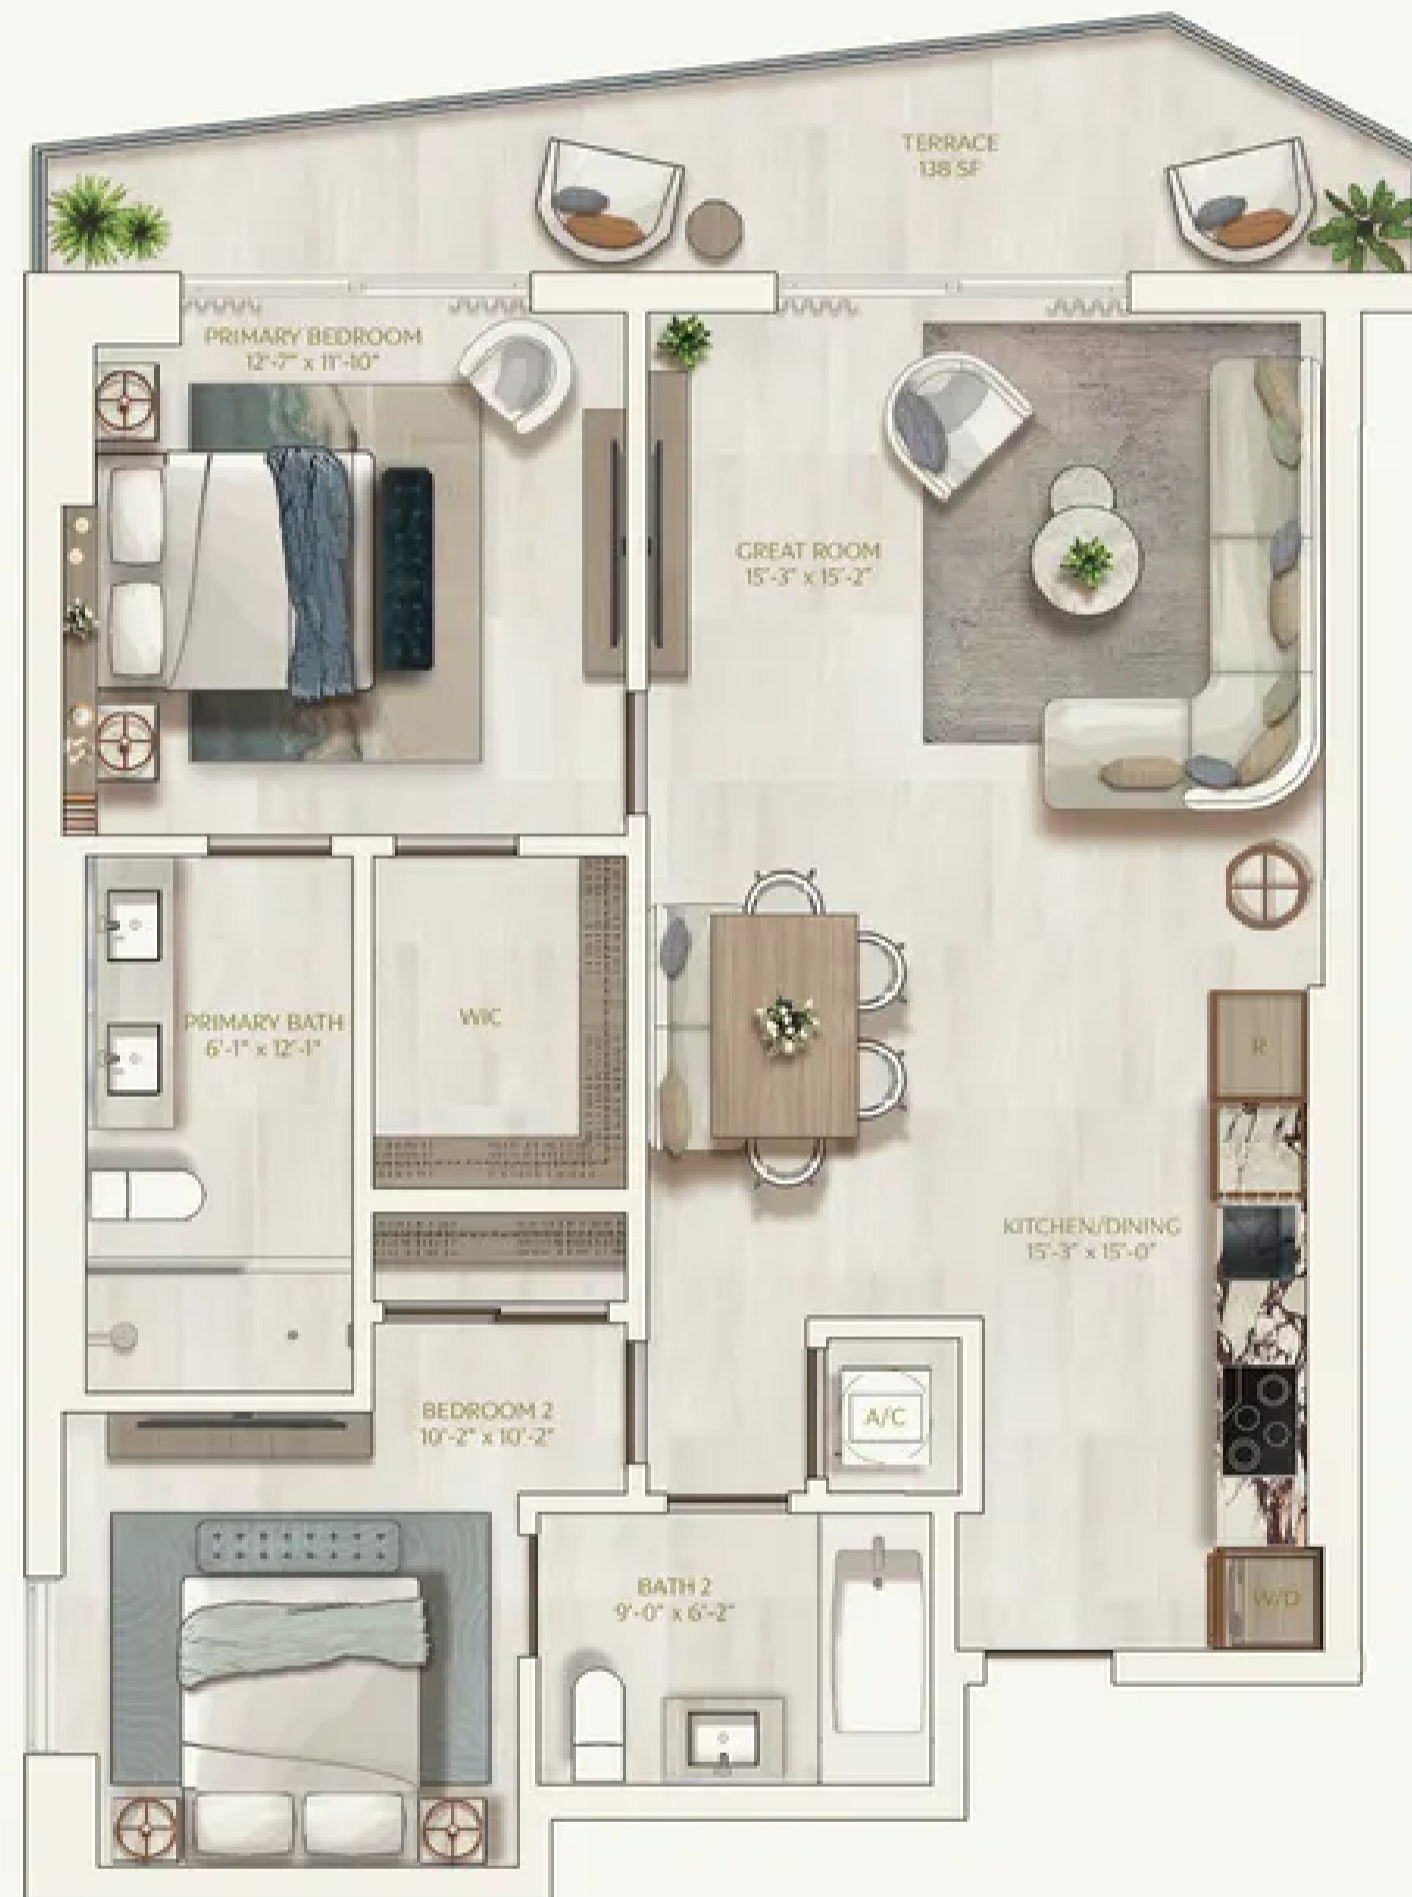 TERRACE
138 SF
PRIMARY BEDROOM
12'-7" x 11'-10"
GREAT ROOM
15'-3" x 15'-2"
PRIMARY BATH
6'-1" x 12'-1"
WIC
R
KITCHEN/DINING
15'-3" x 15'-0"
BEDROOM 2
10'-2" x 10'-2"
A/C
BATH 2
9'-0" x 6'-2"
W/D